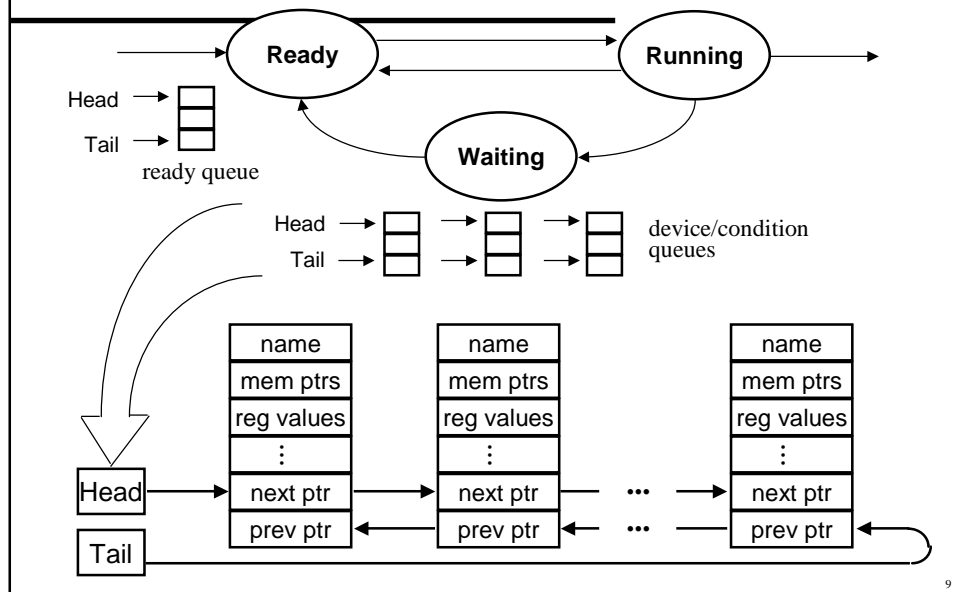 Ready
Running
Waiting
Head
Tail
ready queue
Head
Tail
device/condition
queues
name
name
name
mem ptrs
mem ptrs
mem ptrs
reg values
reg values
reg values
⋮
⋮
⋮
Head
next ptr
next ptr
•••
next ptr
prev ptr
prev ptr
•••
prev ptr
Tail
9